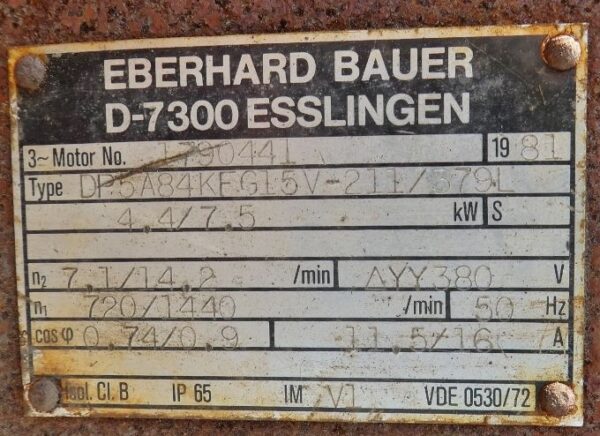 EBERHARD BAUER
D-7300 ESSLINGEN
3~ Motor No. 1790441 19 81
Type DP5A84KFG15V-211/379L
4.4/7.5 kW S
n₂ 7.1/14.2 /min ΔYY380 V
n₁ 720/1440 /min 50 Hz
cos φ 0.74/0.9 11.5/16 A
Isol. Cl. B IP 65 IM V1 VDE 0530/72